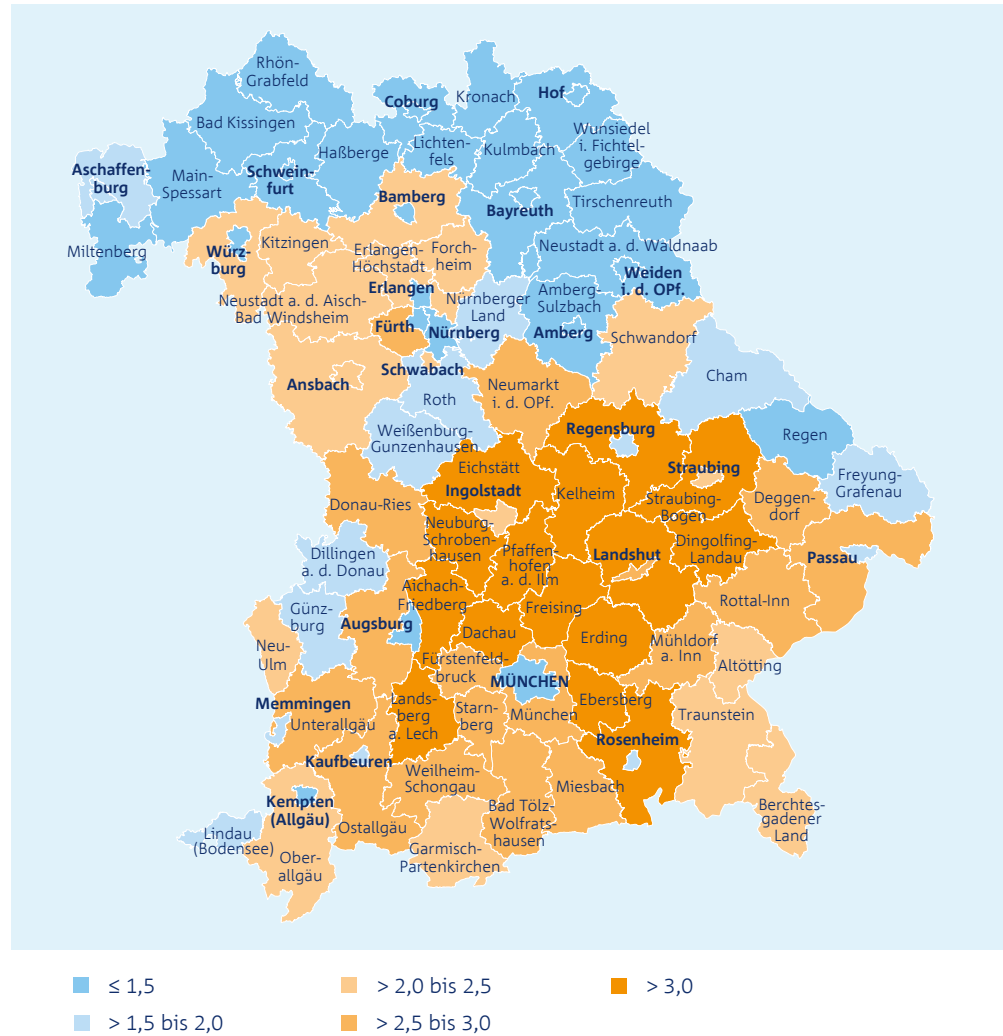 Rhön-
Grabfeld
Coburg
Kronach
Hof
Bad Kissingen
Wunsiedel
i. Fichtel-
gebirge
Haßberge
Lichten-
fels
Kulmbach
Aschaffen-
burg
Main-
Spessart
Schwein-
furt
Bamberg
Bayreuth
Tirschenreuth
Miltenberg
Würz-
burg
Kitzingen
Erlangen-
Höchstadt
Forch-
heim
Neustadt a. d. Waldnaab
Weiden
i. d. OPf.
Erlangen
Neustadt a. d. Aisch-
Bad Windsheim
Nürnberger
Land
Amberg-
Sulzbach
Fürth
Nürnberg
Amberg
Schwandorf
Ansbach
Schwabach
Roth
Neumarkt
i. d. OPf.
Cham
Weißenburg-
Gunzenhausen
Regensburg
Regen
Eichstätt
Straubing
Freyung-
Grafenau
Ingolstadt
Kelheim
Straubing-
Bogen
Deggen-
dorf
Donau-Ries
Neuburg-
Schroben-
hausen
Dillingen
a. d. Donau
Pfaffen-
hofen
a. d. Ilm
Landshut
Dingolfing-
Landau
Passau
Aichach-
Friedberg
Freising
Rottal-Inn
Günz-
burg
Augsburg
Dachau
Erding
Mühldorf
a. Inn
Neu-
Ulm
Fürstenfeld-
bruck
MÜNCHEN
Altötting
Memmingen
Unterallgäu
Lands-
berg
a. Lech
Starn-
berg
München
Ebersberg
Traunstein
Rosenheim
Kaufbeuren
Weilheim-
Schongau
Miesbach
Kempten
(Allgäu)
Bad Tölz-
Wolfrats-
hausen
Berchtes-
gadener
Land
Lindau
(Bodensee)
Ostallgäu
Ober-
allgäu
Garmisch-
Partenkirchen
≤ 1,5
> 2,0 bis 2,5
> 3,0
> 1,5 bis 2,0
> 2,5 bis 3,0